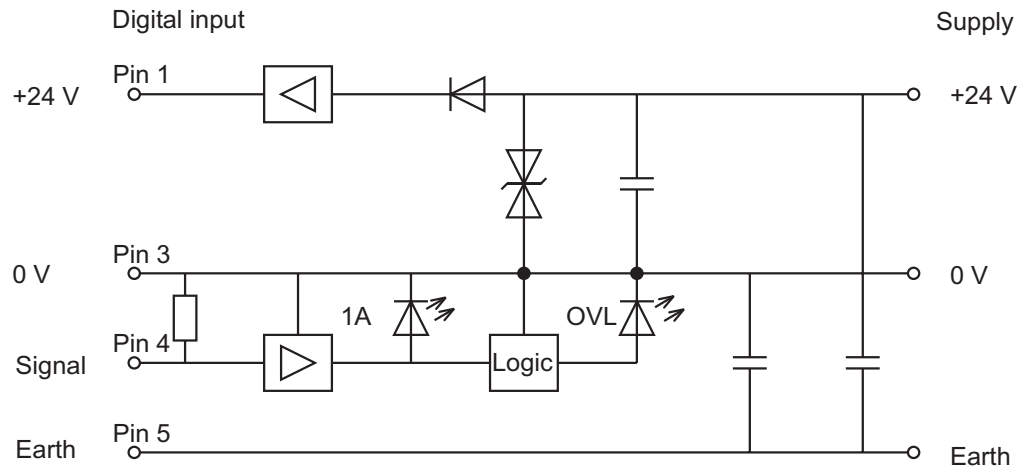 Digital input
Supply
Pin 1
+24 V
+24 V
Pin 3
0 V
0 V
1A
OVL
Pin 4
Signal
Logic
Pin 5
Earth
Earth